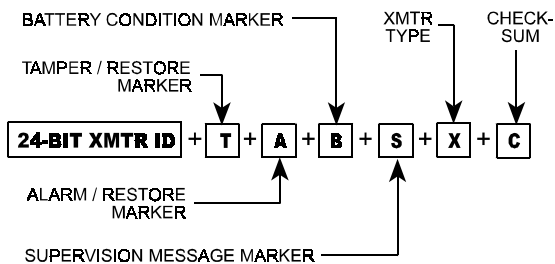 BATTERY CONDITION MARKER
XMTR
TYPE
CHECK-
SUM
TAMPER / RESTORE
MARKER
24-BIT XMTR ID + T + A + B + S + X + C
ALARM / RESTORE
MARKER
SUPERVISION MESSAGE MARKER